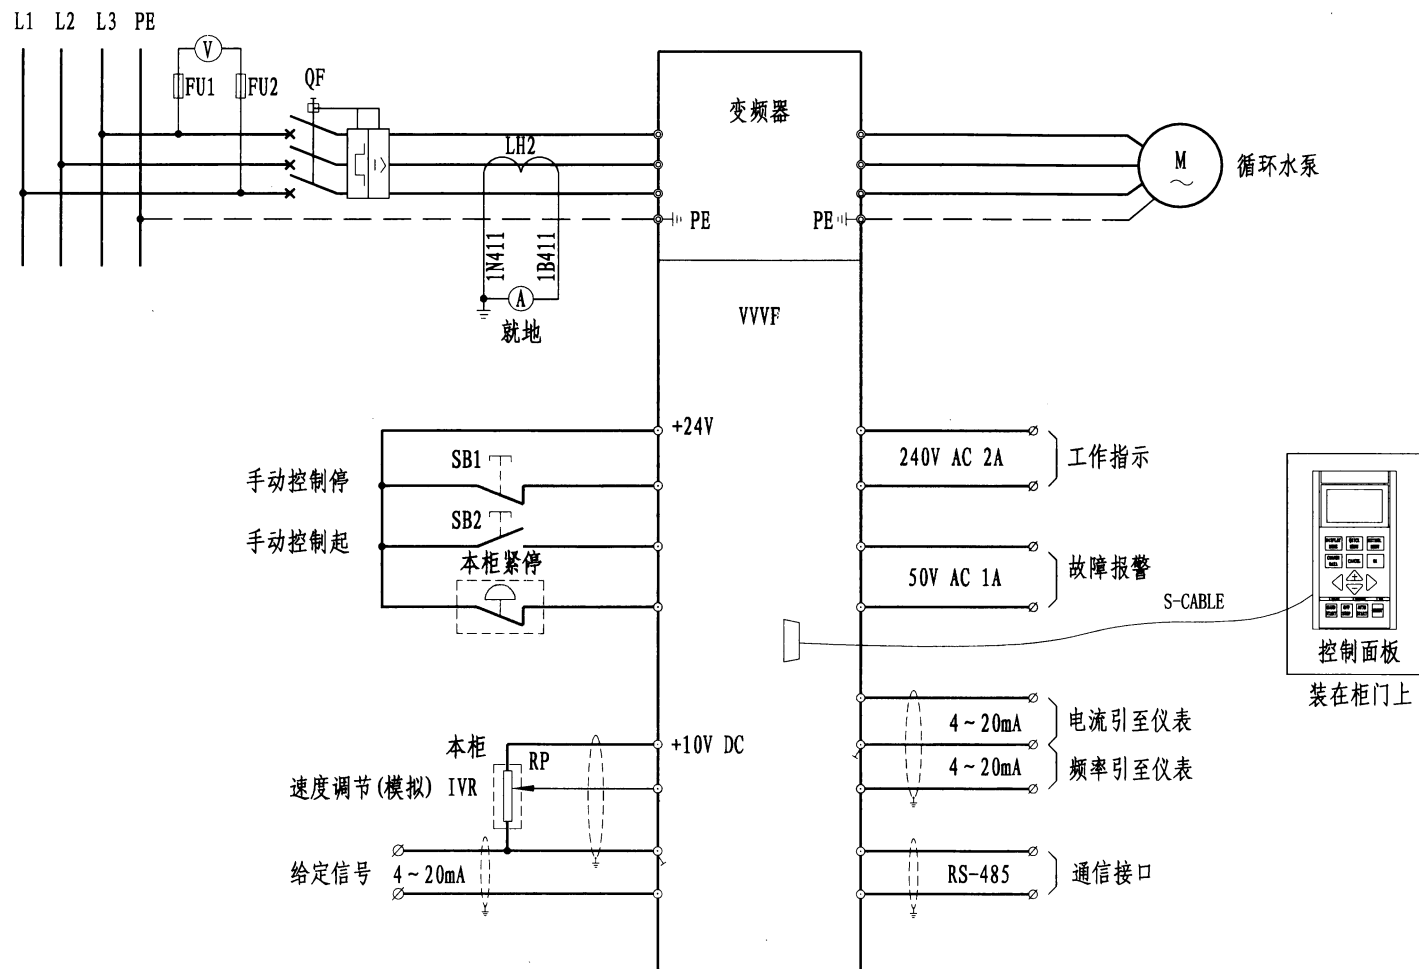 L1 L2 L3 PE
V
FU1 FU2 QF
变频器
LH2
M
循环水泵
PE PE
1N411 1B411
A
就地
VVVF
+24V
SB1
手动控制停
240V AC 2A 工作指示
SB2
手动控制起
本柜紧停
50V AC 1A 故障报警
S-CABLE
控制面板
装在柜门上
4~20mA 电流引至仪表
本柜
+10V DC
RP
4~20mA 频率引至仪表
速度调节(模拟) IVR
给定信号 4~20mA
RS-485 通信接口